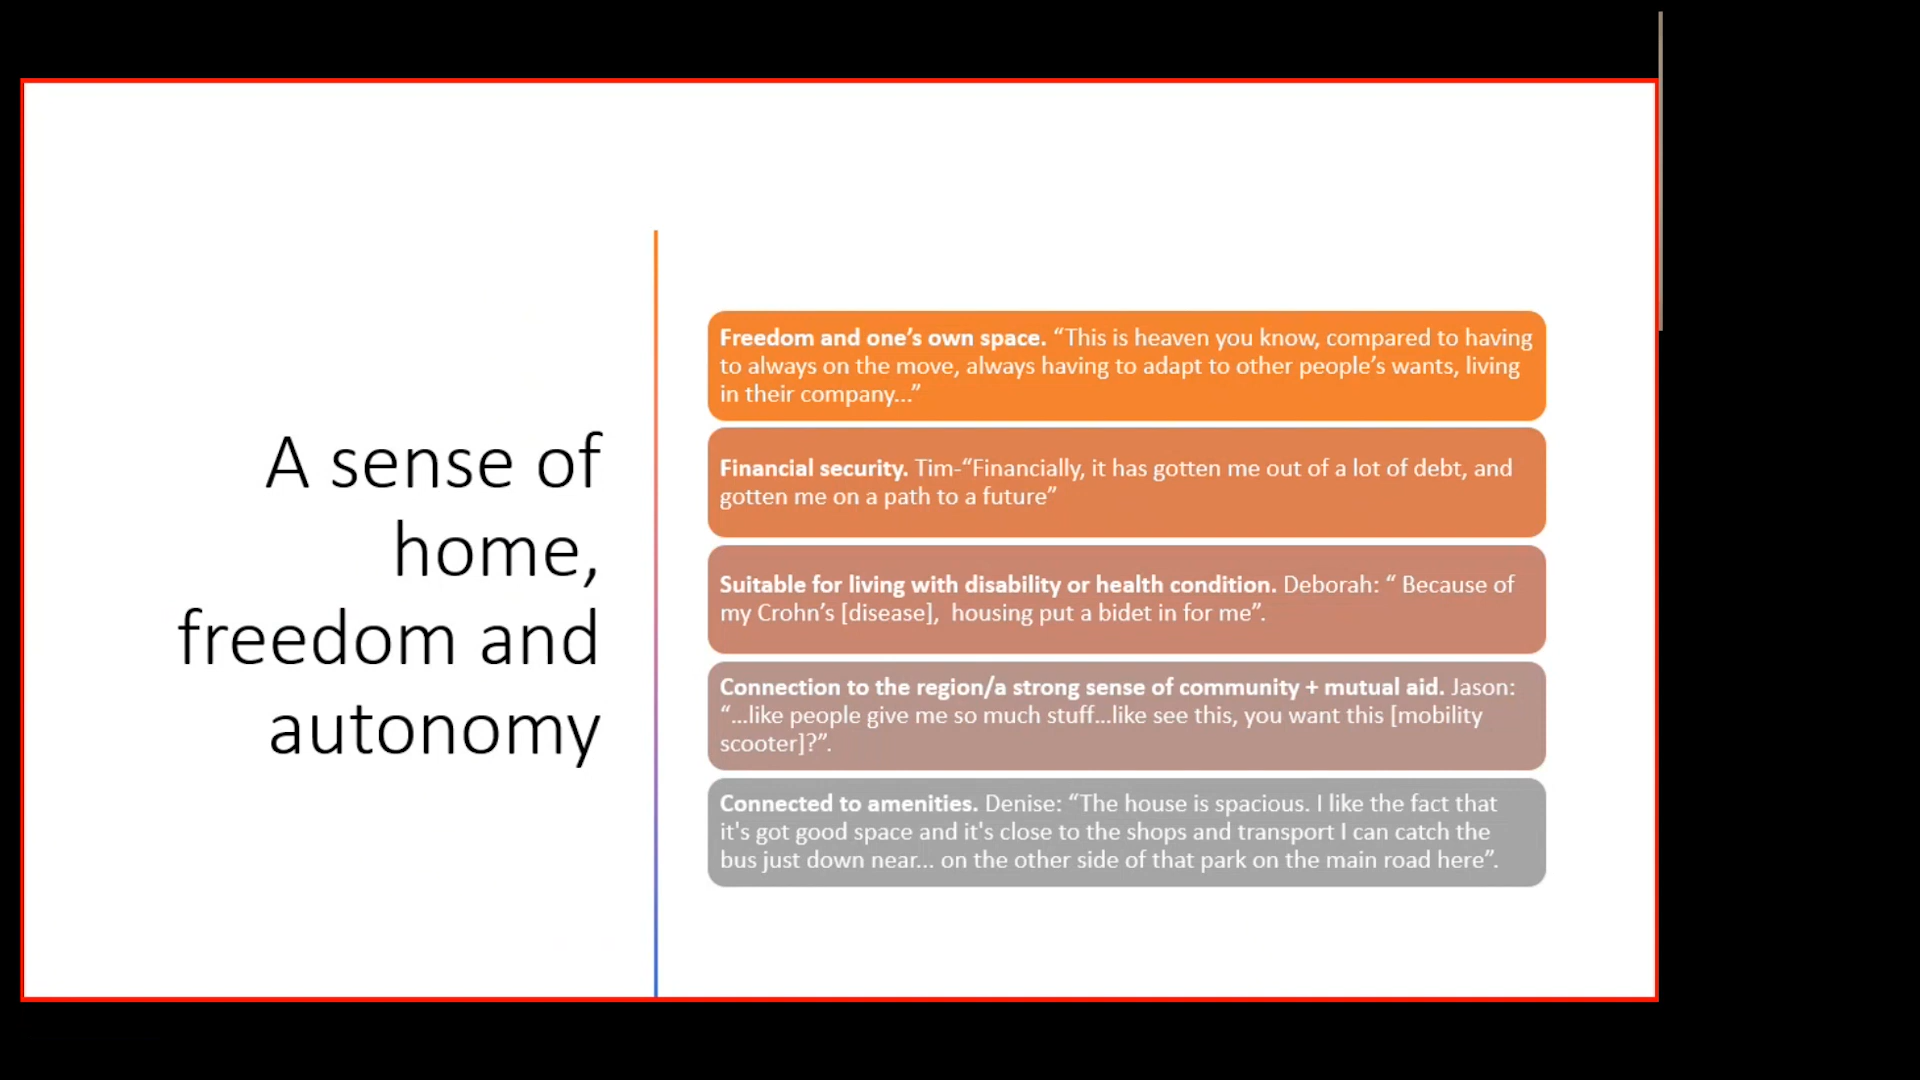 A sense of
home,
freedom and
autonomy
Freedom and one’s own space. “This is heaven you know, compared to having
to always on the move, always having to adapt to other people’s wants, living
in their company...”
Financial security. Tim-“Financially, it has gotten me out of a lot of debt, and
gotten me on a path to a future”
Suitable for living with disability or health condition. Deborah: “ Because of
my Crohn’s [disease],  housing put a bidet in for me”.
Connection to the region/a strong sense of community + mutual aid. Jason:
“...like people give me so much stuff...like see this, you want this [mobility
scooter]?”.
Connected to amenities. Denise: “The house is spacious. I like the fact that
it's got good space and it's close to the shops and transport I can catch the
bus just down near... on the other side of that park on the main road here”.